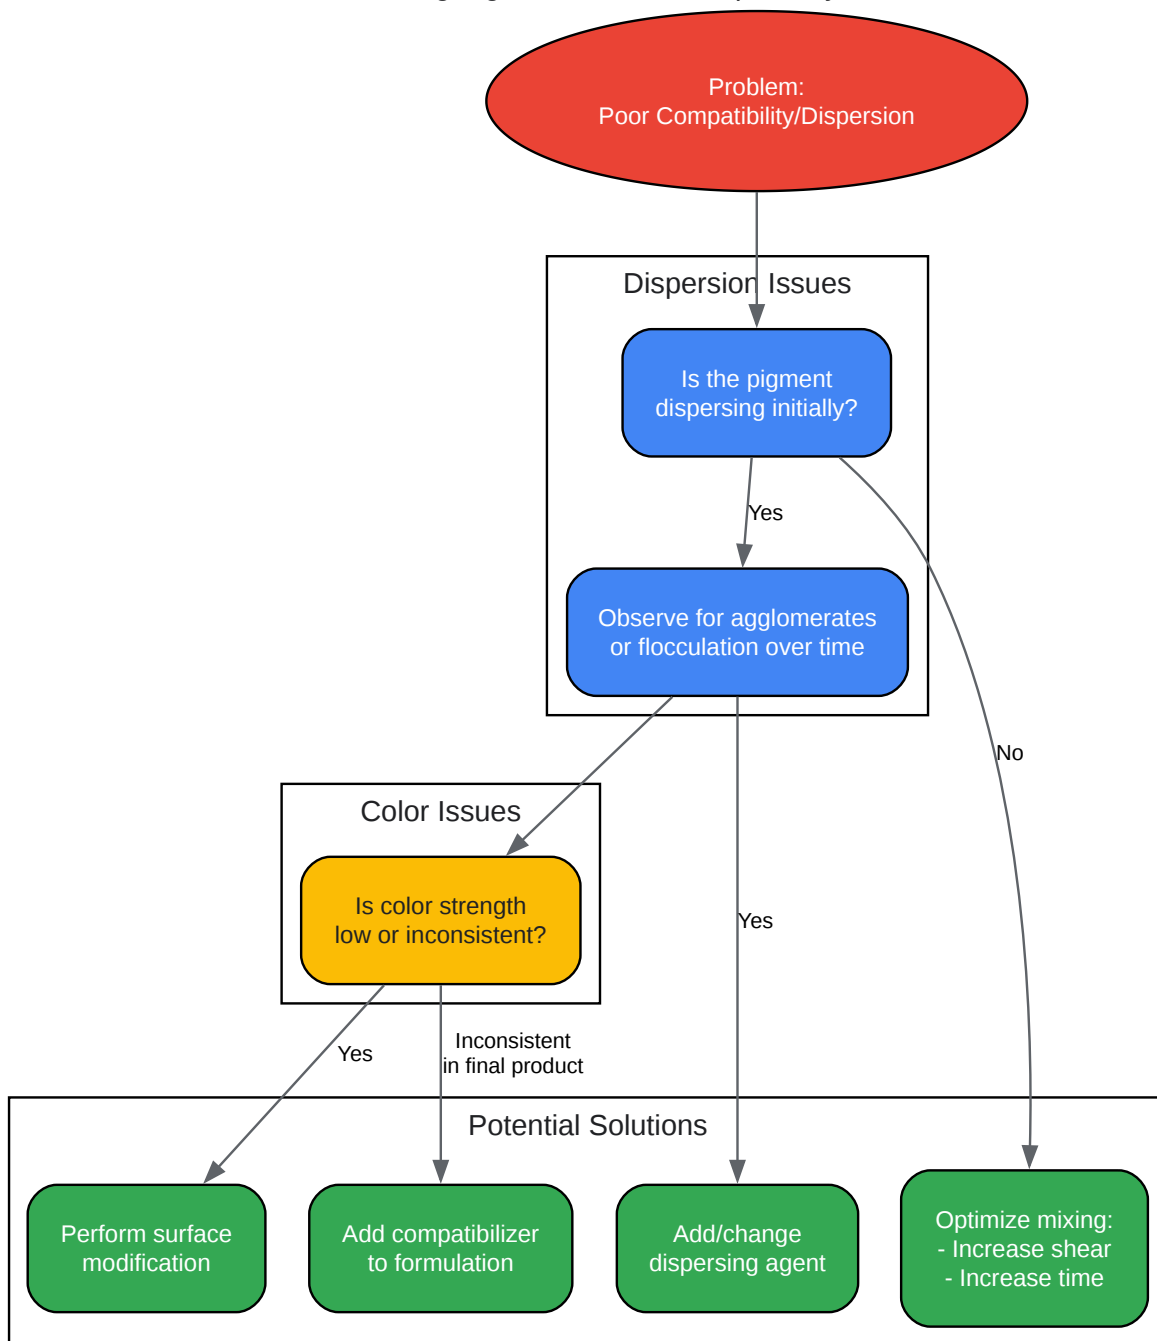 Problem:
Poor Compatibility/Dispersion
Dispersion Issues
Is the pigment
dispersing initially?
Yes
Observe for agglomerates
or flocculation over time
No
Color Issues
Is color strength
low or inconsistent?
Yes
Yes
Inconsistent
in final product
Potential Solutions
Perform surface
modification
Add compatibilizer
to formulation
Add/change
dispersing agent
Optimize mixing:
- Increase shear
- Increase time